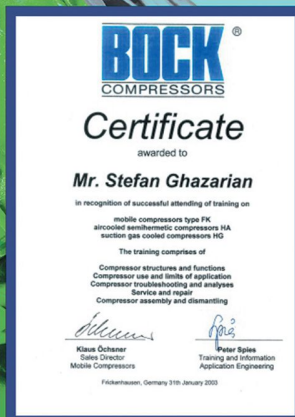 BOCK®
COMPRESSORS
Certificate
awarded to
Mr. Stefan Ghazarian
in recognition of successful attending of training on
mobile compressors type FK
aircooled semihermetic compressors HA
suction gas cooled compressors HG
The training comprises of
Compressor structures and functions
Compressor use and limits of application
Compressor troubleshooting and analyses
Service and repair
Compressor assembly and dismantling
Klaus Öchsner
Sales Director
Mobile Compressors
Peter Spies
Training and Information
Application Engineering
Frickenhausen, Germany 31th January 2003